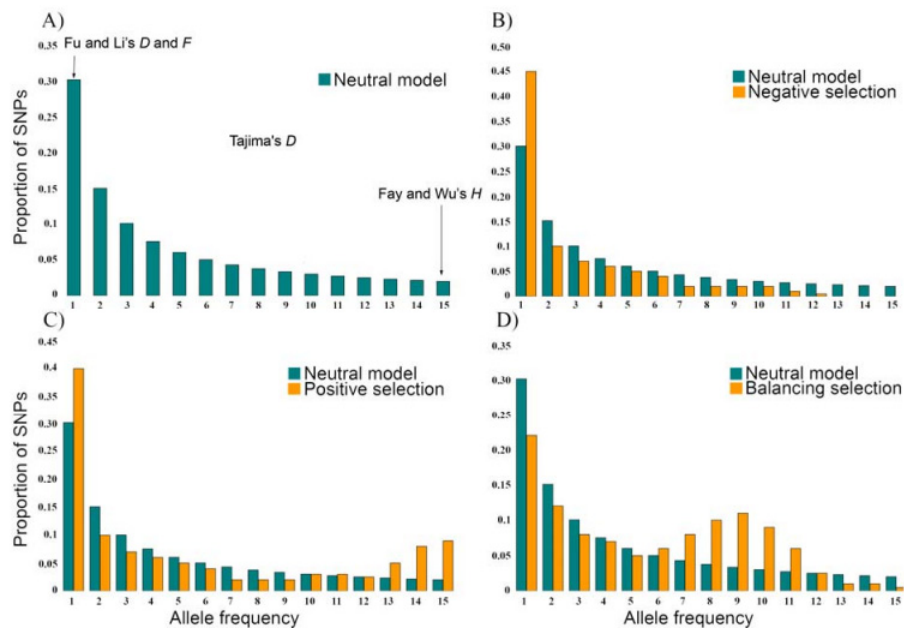 A)
Fu and Li's D and F
Neutral model
Tajima's D
Fay and Wu's H
Proportion of SNPs
0.35
0.30
0.25
0.20
0.15
0.1
0.05
0
1 2 3 4 5 6 7 8 9 10 11 12 13 14 15
B)
Neutral model
Negative selection
0.50
0.45
0.40
0.35
0.30
0.25
0.20
0.15
0.10
0,05
0
1 2 3 4 5 6 7 8 9 10 11 12 13 14 15
C)
Neutral model
Positive selection
Proportion of SNPs
0.45
0.4
0.35
0.30
0.25
0.20
0.15
0.1
0.05
0
1 2 3 4 5 6 7 8 9 10 11 12 13 14 15
Allele frequency
D)
Neutral model
Balancing selection
0.35
0.30
0.25
0.20
0.15
0.10
0.05
0
1 2 3 4 5 6 7 8 9 10 11 12 13 14 15
Allele frequency